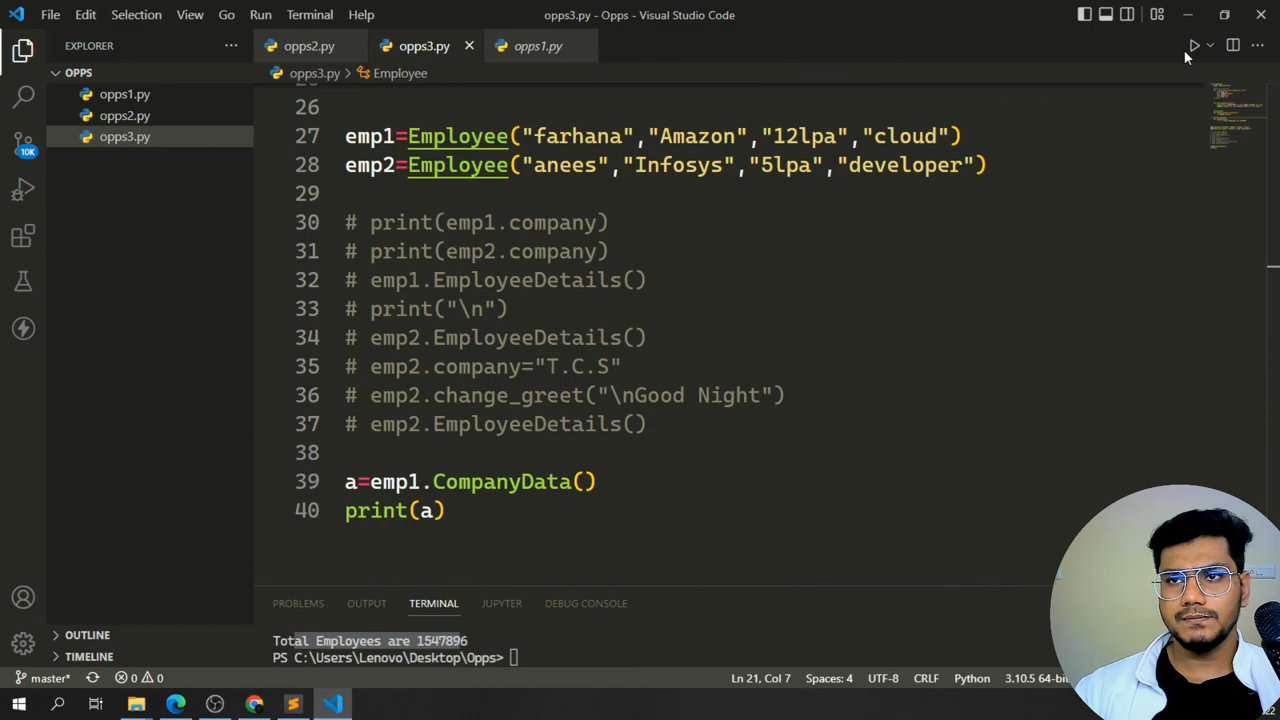 File Edit Selection View Go Run Terminal Help
opps3.py - Opps - Visual Studio Code
EXPLORER
opps2.py
opps3.py
opps1.py
OPPS
opps3.py
Employee
opps1.py
opps2.py
opps3.py
10K
26
27 emp1=Employee("farhana","Amazon","12lpa","cloud")
28 emp2=Employee("anees","Infosys","5lpa","developer")
29
30 # print(emp1.company)
31 # print(emp2.company)
32 # emp1.EmployeeDetails()
33 # print("\n")
34 # emp2.EmployeeDetails()
35 # emp2.company="T.C.S"
36 # emp2.change_greet("\nGood Night")
37 # emp2.EmployeeDetails()
38
39 a=emp1.CompanyData()
40 print(a)
PROBLEMS OUTPUT TERMINAL JUPYTER DEBUG CONSOLE
Total Employees are 1547896
PS C:\Users\Lenovo\Desktop\Opps>
OUTLINE
TIMELINE
master* 0 0
Ln 21, Col 7 Spaces: 4 UTF-8 CRLF Python 3.10.5 64-b